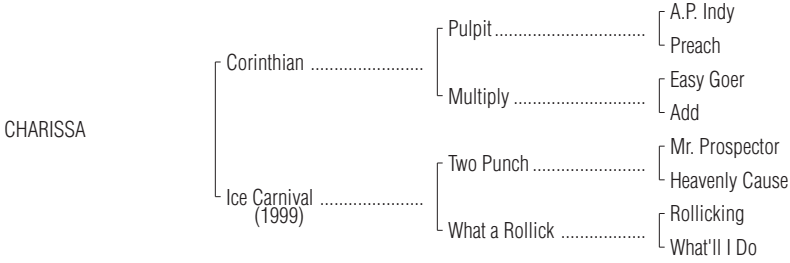 A.P. Indy
Pulpit..............................
Preach
Corinthian .......................
Easy Goer
Multiply ..........................
Add
CHARISSA
Mr. Prospector
Two Punch.......................
Heavenly Cause
Ice Carnival .....................
(1999)
Rollicking
What a Rollick .................
What'll I Do